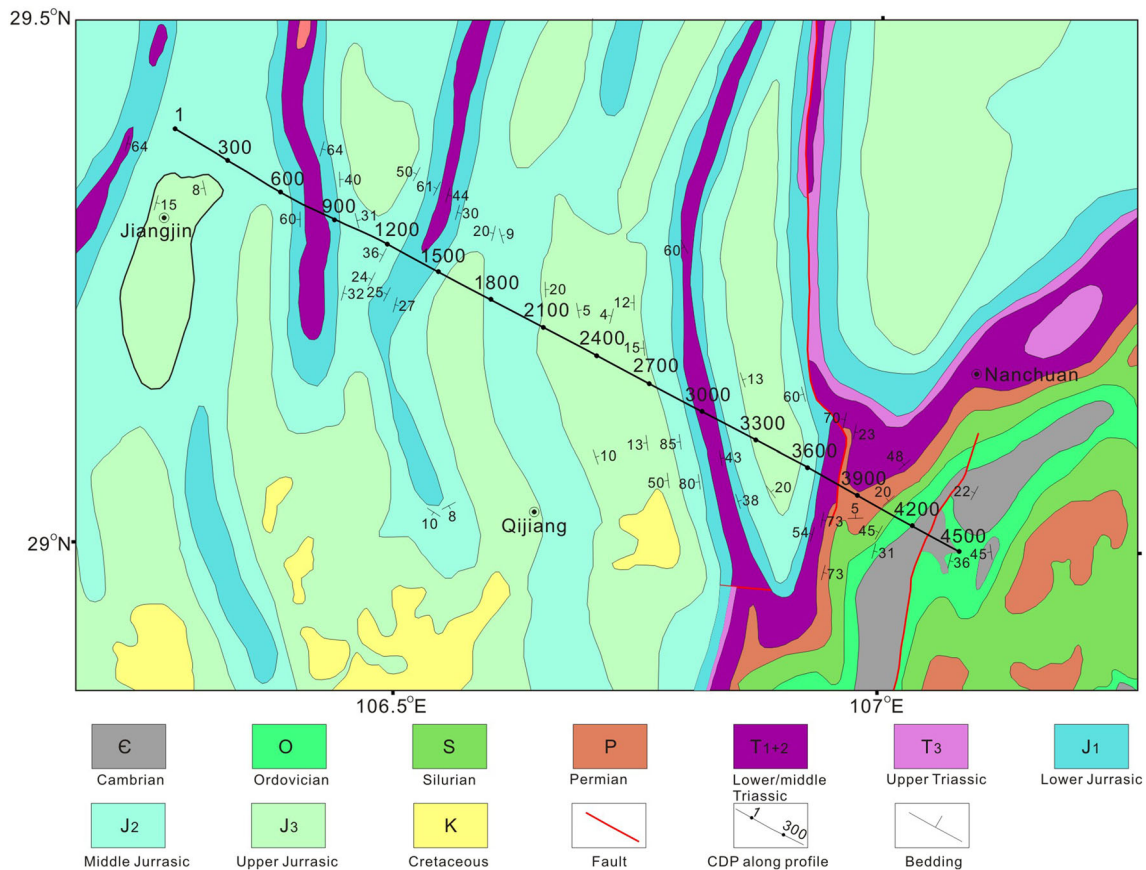 29.5°N
1
64
300
64
50
8
600
40
61
44
15
Jiangjin
60
900
31
30
20
9
1200
36
60
1500
24
32
25
27
1800
20
2100
5
4
12
2400
15
2700
13
Nanchuan
60
3000
70
23
3300
13
85
10
43
3600
48
50
80
38
20
3900
20
22
10
8
Qijiang
5
4200
73
54
45
4500
29°N
31
36
45
73
106.5°E
107°E
Є
O
S
P
T1+2
T3
J1
Cambrian
Ordovician
Silurian
Permian
Lower/middle
Triassic
Upper Triassic
Lower Jurrasic
J2
J3
K
1
300
Middle Jurrasic
Upper Jurrasic
Cretaceous
Fault
CDP along profile
Bedding